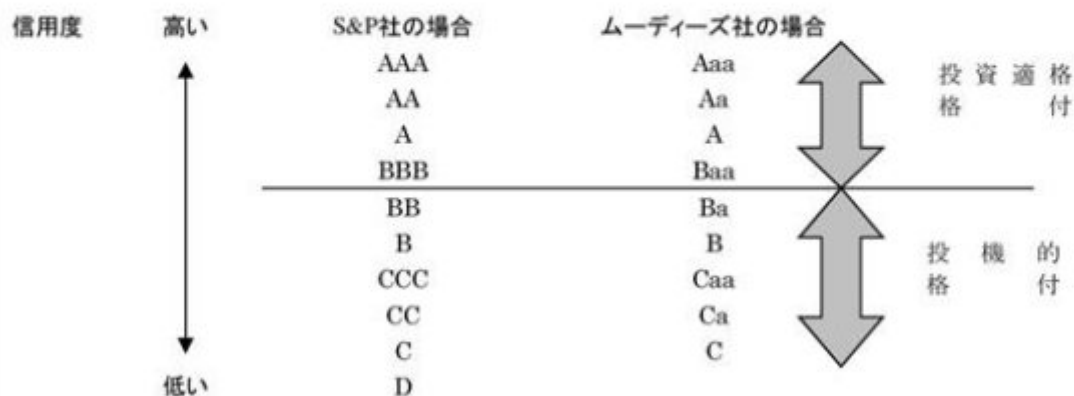 信用度 高い S&P社の場合 ムーディーズ社の場合
AAA Aaa
投資適格
AA Aa
格付
A A
BBB Baa
BB Ba
B B
投機的
CCC Caa
格付
CC Ca
C C
低い D